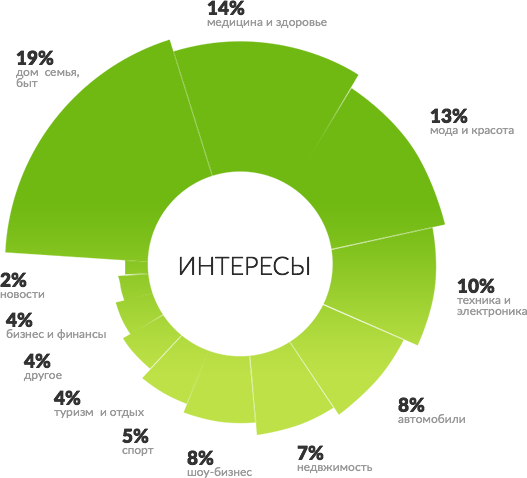 14%
медицина и здоровье
19%
дом семья,
быт
13%
мода и красота
ИНТЕРЕСЫ
10%
техника и
электроника
2%
новости
4%
бизнес и финансы
4%
другое
4%
туризм и отдых
8%
автомобили
5%
спорт
8%
шоу-бизнес
7%
недвжимость